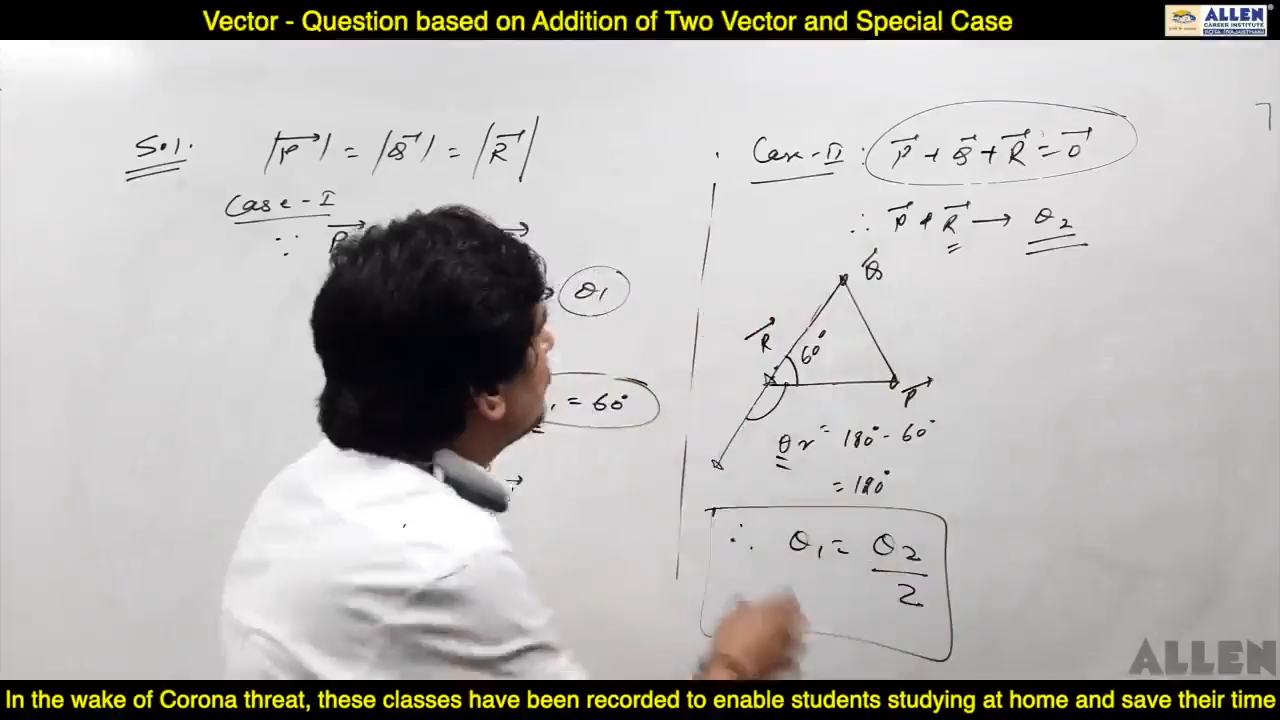 Vector - Question based on Addition of Two Vector and Special Case
ALLEN
CAREER INSTITUTE
KOTA (RAJASTHAN)
Sol.
|P⃗| = |Q⃗| = |R⃗|
Case-I
∵ P⃗
θ₁
= 60°
Case-II : P⃗ + Q⃗ + R⃗ = 0⃗
∴ P⃗ & R⃗ → θ₂
Q⃗
R⃗
60°
P⃗
= 180° - 60°
= 120°
∴ θ₁ = θ₂/2
ALLEN
In the wake of Corona threat, these classes have been recorded to enable students studying at home and save their time